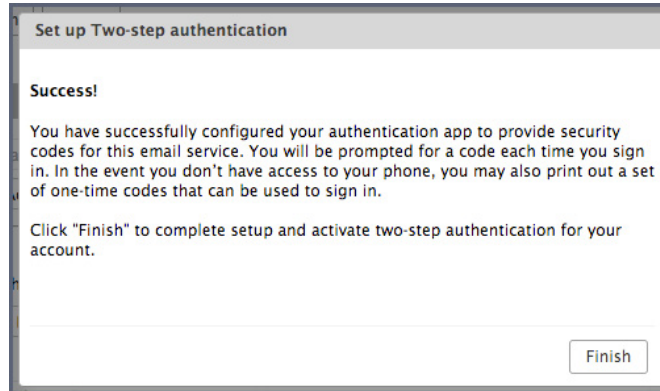 Set up Two-step authentication
Success!
You have successfully configured your authentication app to provide security
codes for this email service. You will be prompted for a code each time you sign
in. In the event you don’t have access to your phone, you may also print out a set
of one-time codes that can be used to sign in.
Click "Finish" to complete setup and activate two-step authentication for your
account.
Finish